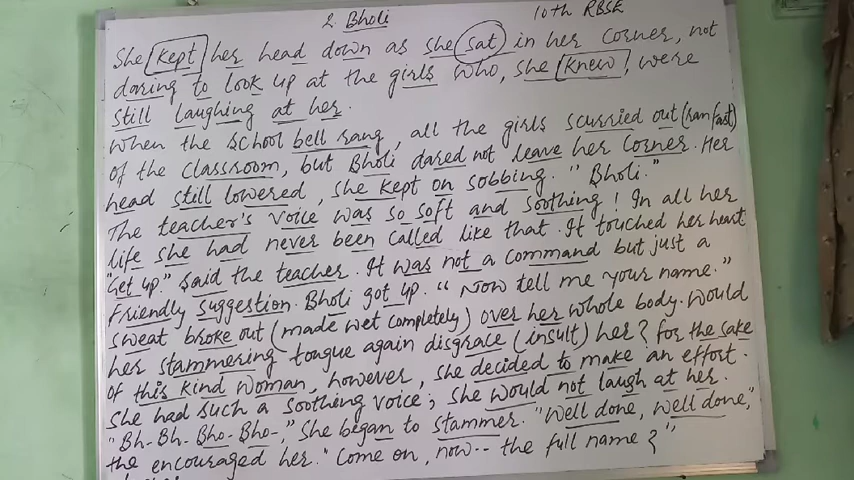 2. Bholi 10th RBSE
She kept her head down as she sat in her corner, not
daring to look up at the girls who, she knew, were
still laughing at her.
When the school bell rang, all the girls scurried out (ran fast)
of the classroom, but Bholi dared not leave her corner. Her
head still lowered, she kept on sobbing. "Bholi."
The teacher's voice was so soft and soothing! In all her
life she had never been called like that. It touched her heart
"Get up." said the teacher. It was not a command but just a
friendly suggestion. Bholi got up. "Now tell me your name."
Sweat broke out (made wet completely) over her whole body. Would
her stammering tongue again disgrace (insult) her? For the sake
of this kind woman, however, she decided to make an effort.
She had such a soothing voice; she would not laugh at her.
"Bh- Bh- Bho- Bho-," She began to stammer. "Well done, well done,"
the encouraged her. "Come on, now-- the full name?"